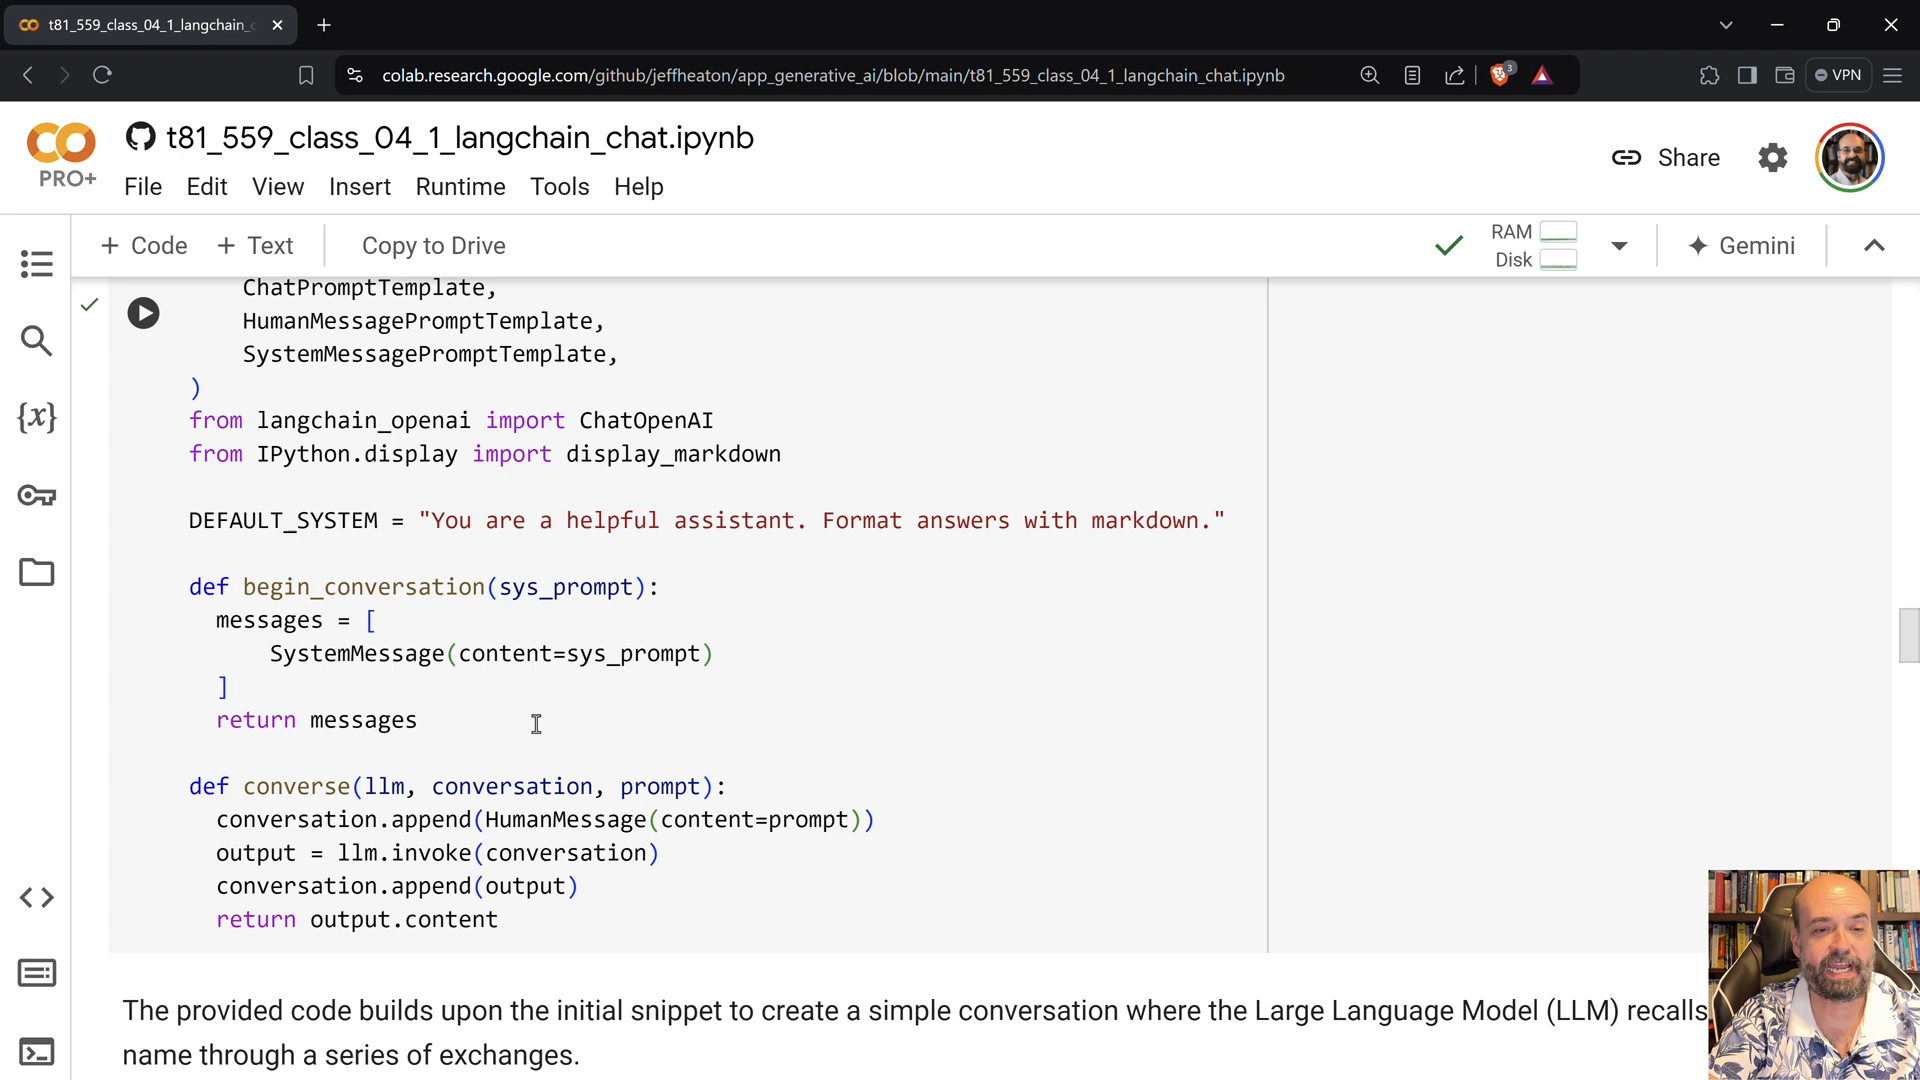 t81_559_class_04_1_langchain_c
colab.research.google.com/github/jeffheaton/app_generative_ai/blob/main/t81_559_class_04_1_langchain_chat.ipynb
3
VPN
PRO+
t81_559_class_04_1_langchain_chat.ipynb
File Edit View Insert Runtime Tools Help
Share
+ Code + Text Copy to Drive
RAM
Disk
Gemini
{x}
ChatPromptTemplate,
HumanMessagePromptTemplate,
SystemMessagePromptTemplate,
)
from langchain_openai import ChatOpenAI
from IPython.display import display_markdown
DEFAULT_SYSTEM = "You are a helpful assistant. Format answers with markdown."
def begin_conversation(sys_prompt):
messages = [
SystemMessage(content=sys_prompt)
]
return messages
def converse(llm, conversation, prompt):
conversation.append(HumanMessage(content=prompt))
output = llm.invoke(conversation)
conversation.append(output)
return output.content
The provided code builds upon the initial snippet to create a simple conversation where the Large Language Model (LLM) recalls
name through a series of exchanges.